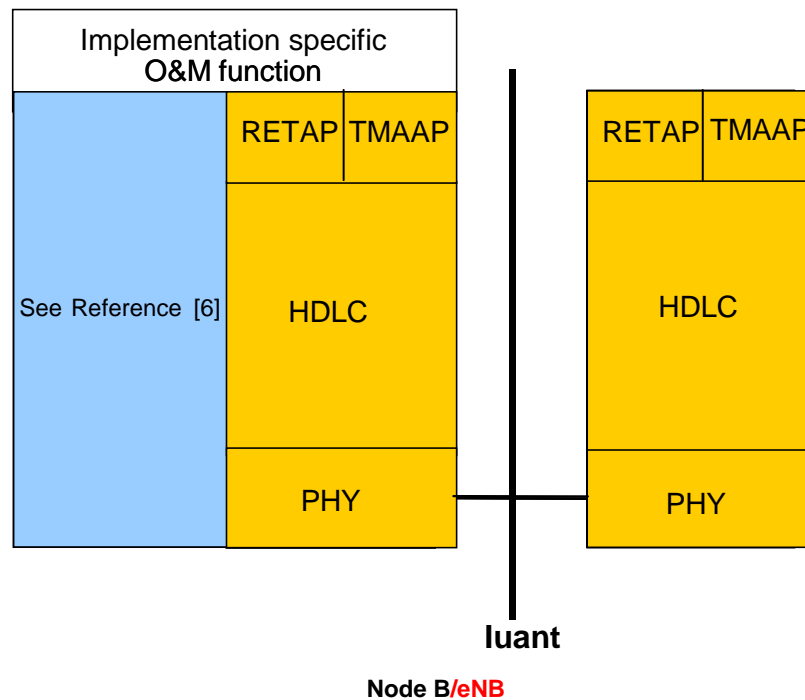 Implementation specific
O&M function
RETAP TMAAP
RETAP TMAAP
See Reference [6]
HDLC
HDLC
PHY
PHY
Iuant
Node B/eNB